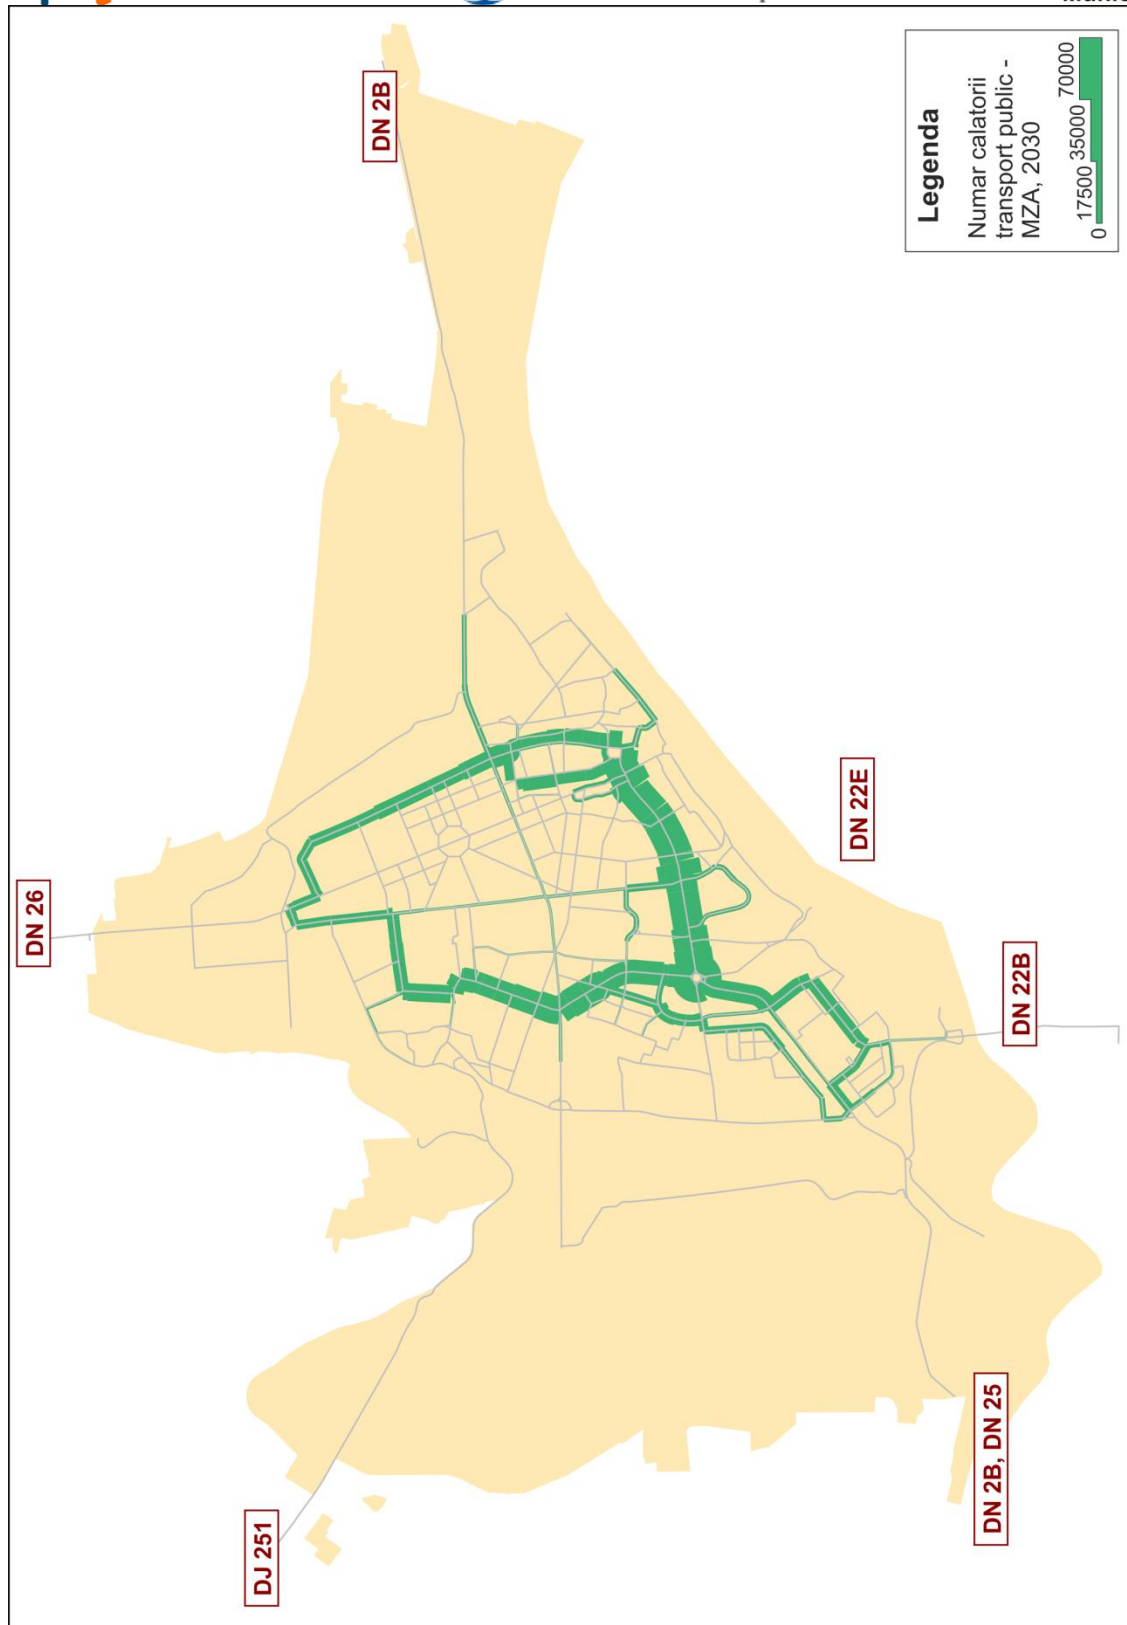 DN 2B
Legenda
Numar calatorii
transport public -
MZA, 2030
0 17500 35000 70000
DN 26
DN 22E
DN 22B
DN 2B, DN 25
DJ 251